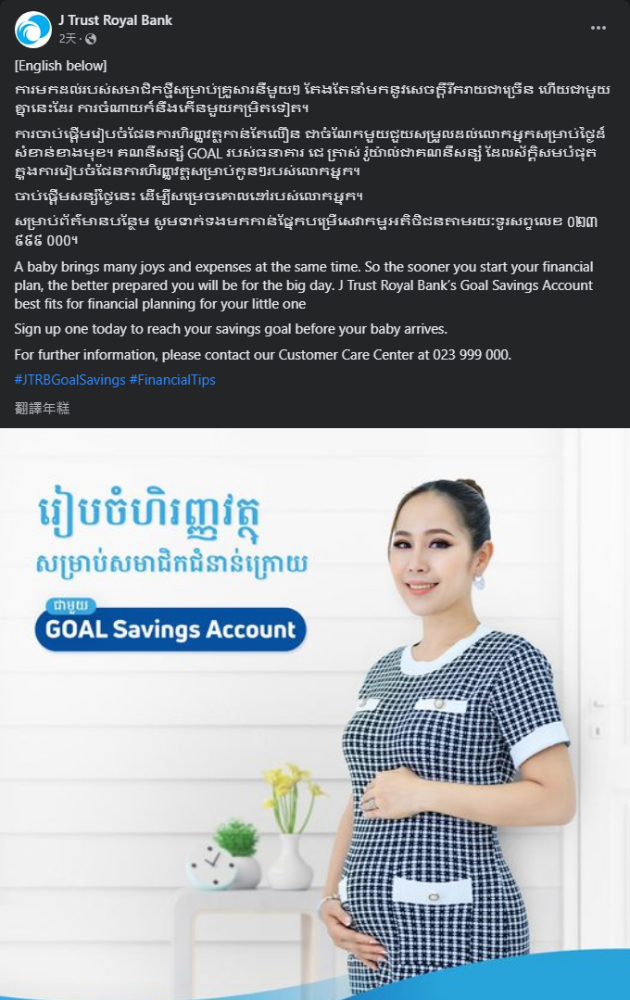 J Trust Royal Bank
2天
[English below]
ការមកដល់របស់សមាជិកថ្មីសម្រាប់គ្រួសារនីមួយៗ តែងតែនាំមកនូវសេចក្តីរីករាយជាច្រើន ហើយជាមួយ
គ្នានេះដែរ ការចំណាយក៏នឹងកើនមួយកម្រិតទៀត។
ការចាប់ផ្តើមរៀបចំផែនការហិរញ្ញវត្ថុកាន់តែលឿន ជាចំណែកមួយជួយសម្រួលដល់លោកអ្នកសម្រាប់ថ្ងៃដ៏
សំខាន់ខាងមុខ។ គណនីសន្សំ GOAL របស់ធនាគារ ជេ ត្រាស់ រ៉ូយ៉ាល់ជាគណនីសន្សំ ដែលស័ក្តិសមបំផុត
ក្នុងការរៀបចំផែនការហិរញ្ញវត្ថុសម្រាប់កូនៗរបស់លោកអ្នក។
ចាប់ផ្តើមសន្សំថ្ងៃនេះ ដើម្បីសម្រេចគោលដៅរបស់លោកអ្នក។
សម្រាប់ព័ត៌មានបន្ថែម សូមទាក់ទងមកកាន់ផ្នែកបម្រើសេវាកម្មអតិថិជនតាមរយៈទូរសព្ទលេខ ០២៣
៩៩៩ ០០០។
A baby brings many joys and expenses at the same time. So the sooner you start your financial
plan, the better prepared you will be for the big day. J Trust Royal Bank’s Goal Savings Account
best fits for financial planning for your little one
Sign up one today to reach your savings goal before your baby arrives.
For further information, please contact our Customer Care Center at 023 999 000.
#JTRBGoalSavings #FinancialTips
翻譯年糕
រៀបចំហិរញ្ញវត្ថុ
សម្រាប់សមាជិកជំនាន់ក្រោយ
ជាមួយ
GOAL Savings Account